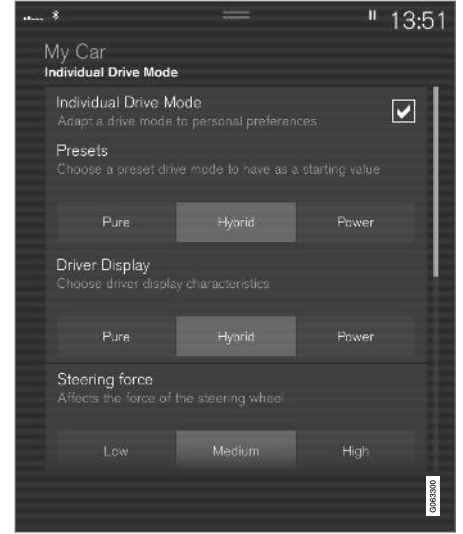 13:51
My Car
Individual Drive Mode
Individual Drive Mode
Adapt a drive mode to personal preferences
Presets
Choose a preset drive mode to have as a starting value
Pure Hybrid Power
Driver Display
Choose driver display characteristics
Pure Hybrid Power
Steering force
Affects the force of the steering wheel
Low Medium High
G063300